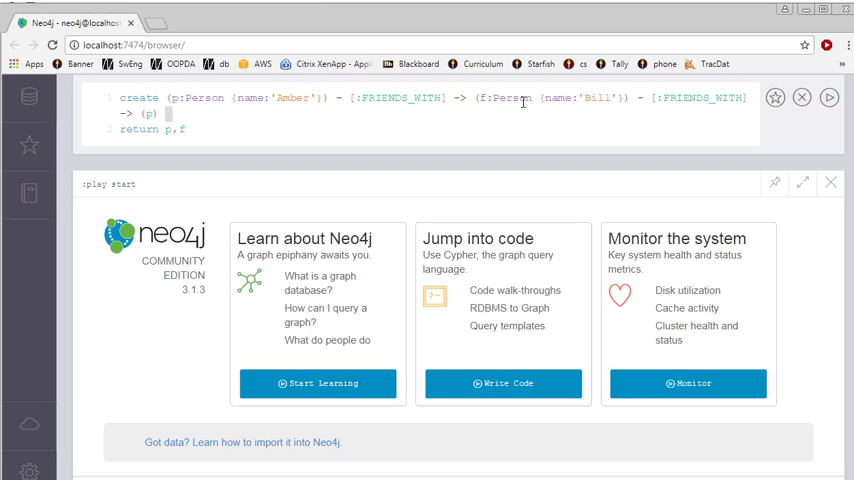 Neo4j - neo4j@localhost
localhost:7474/browser/
Apps Banner SwEng OOPDA db AWS Citrix XenApp - Logon Blackboard Curriculum Starfish cs Tally phone TracDat
1 create (p:Person {name:'Amber'}) - [:FRIENDS_WITH] -> (f:Person {name:'Bill'}) - [:FRIENDS_WITH]
-> (p)
2 return p,f
:play start
neo4j
COMMUNITY
EDITION
3.1.3
Learn about Neo4j
A graph epiphany awaits you.
What is a graph
database?
How can I query a
graph?
What do people do
Start Learning
Jump into code
Use Cypher, the graph query
language.
Code walk-throughs
RDBMS to Graph
Query templates
Write Code
Monitor the system
Key system health and status
metrics.
Disk utilization
Cache activity
Cluster health and
status
Monitor
Got data? Learn how to import it into Neo4j.